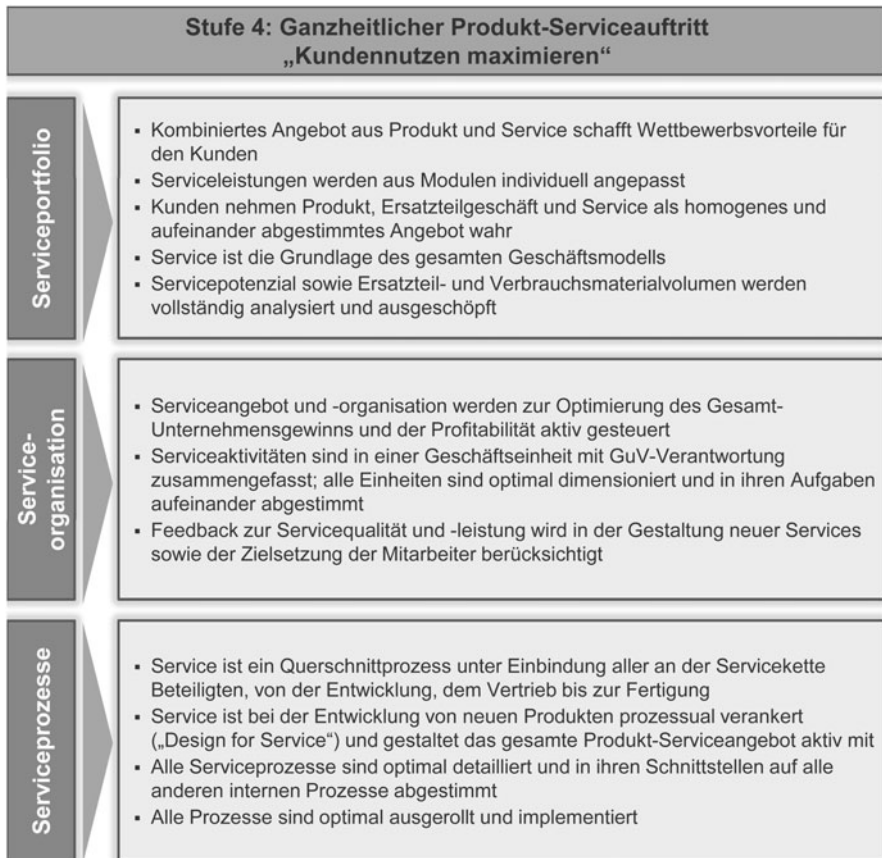 Stufe 4: Ganzheitlicher Produkt-Serviceauftritt
„Kundennutzen maximieren“
Serviceportfolio
▪ Kombiniertes Angebot aus Produkt und Service schafft Wettbewerbsvorteile für
den Kunden
▪ Serviceleistungen werden aus Modulen individuell angepasst
▪ Kunden nehmen Produkt, Ersatzteilgeschäft und Service als homogenes und
aufeinander abgestimmtes Angebot wahr
▪ Service ist die Grundlage des gesamten Geschäftsmodells
▪ Servicepotenzial sowie Ersatzteil- und Verbrauchsmaterialvolumen werden
vollständig analysiert und ausgeschöpft
Service-
organisation
▪ Serviceangebot und -organisation werden zur Optimierung des Gesamt-
Unternehmensgewinns und der Profitabilität aktiv gesteuert
▪ Serviceaktivitäten sind in einer Geschäftseinheit mit GuV-Verantwortung
zusammengefasst; alle Einheiten sind optimal dimensioniert und in ihren Aufgaben
aufeinander abgestimmt
▪ Feedback zur Servicequalität und -leistung wird in der Gestaltung neuer Services
sowie der Zielsetzung der Mitarbeiter berücksichtigt
Serviceprozesse
▪ Service ist ein Querschnittprozess unter Einbindung aller an der Servicekette
Beteiligten, von der Entwicklung, dem Vertrieb bis zur Fertigung
▪ Service ist bei der Entwicklung von neuen Produkten prozessual verankert
(„Design for Service“) und gestaltet das gesamte Produkt-Serviceangebot aktiv mit
▪ Alle Serviceprozesse sind optimal detailliert und in ihren Schnittstellen auf alle
anderen internen Prozesse abgestimmt
▪ Alle Prozesse sind optimal ausgerollt und implementiert